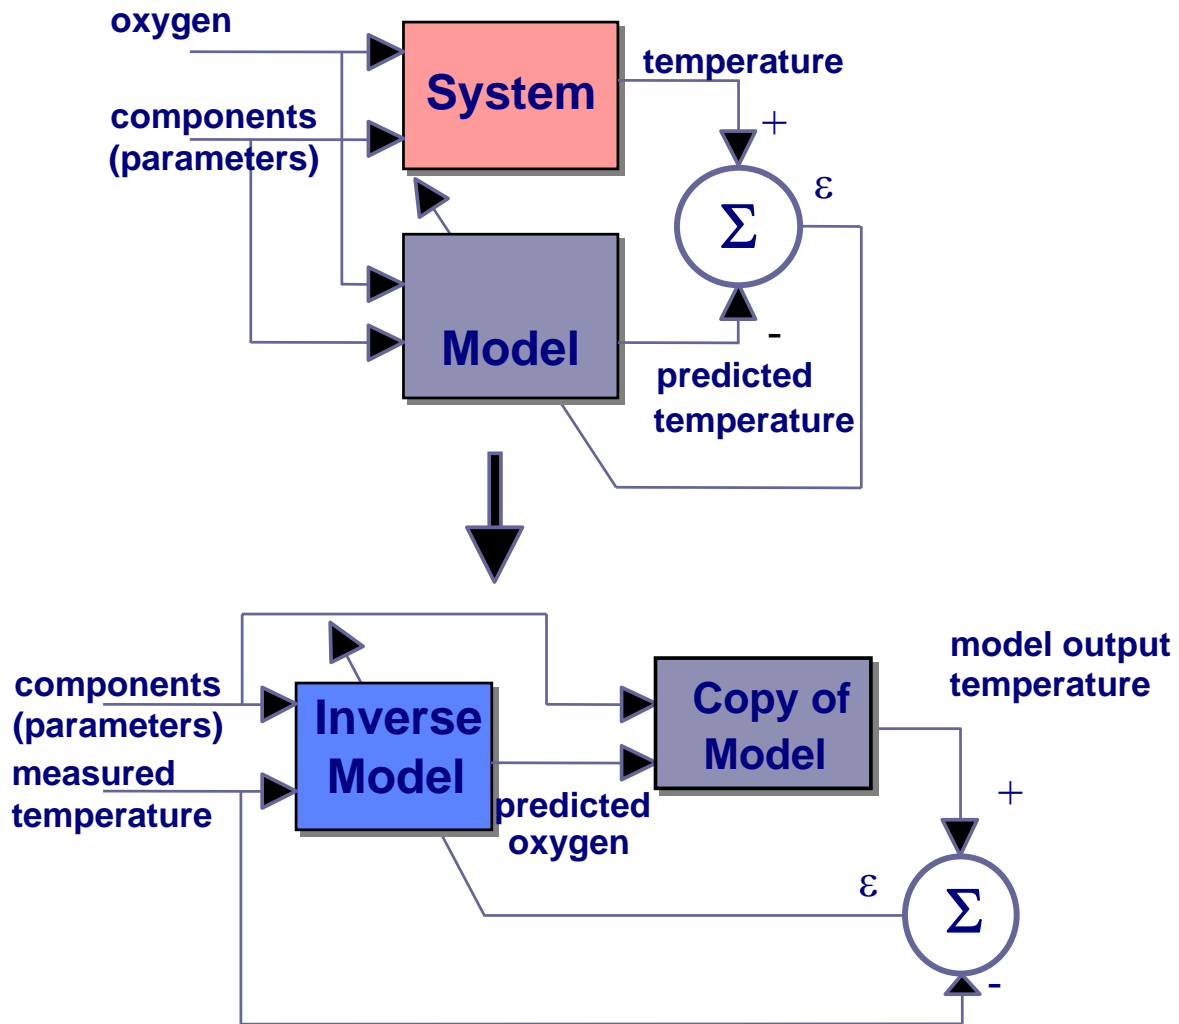 oxygen
System
temperature
components
(parameters)
+
ε
Σ
Model
-
predicted
temperature
model output
temperature
components
(parameters)
Inverse
Model
Copy of
Model
measured
temperature
predicted
oxygen
+
ε
Σ
-